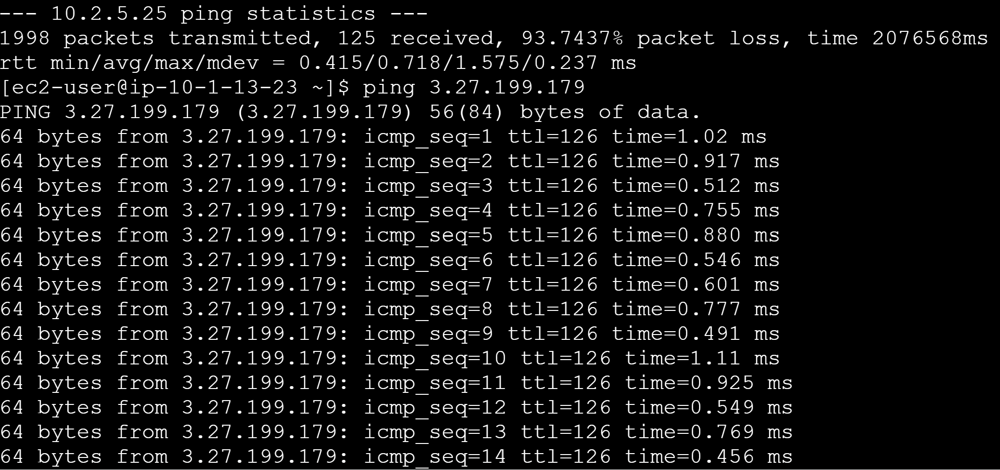 --- 10.2.5.25 ping statistics ---
1998 packets transmitted, 125 received, 93.7437% packet loss, time 2076568ms
rtt min/avg/max/mdev = 0.415/0.718/1.575/0.237 ms
[ec2-user@ip-10-1-13-23 ~]$ ping 3.27.199.179
PING 3.27.199.179 (3.27.199.179) 56(84) bytes of data.
64 bytes from 3.27.199.179: icmp_seq=1 ttl=126 time=1.02 ms
64 bytes from 3.27.199.179: icmp_seq=2 ttl=126 time=0.917 ms
64 bytes from 3.27.199.179: icmp_seq=3 ttl=126 time=0.512 ms
64 bytes from 3.27.199.179: icmp_seq=4 ttl=126 time=0.755 ms
64 bytes from 3.27.199.179: icmp_seq=5 ttl=126 time=0.880 ms
64 bytes from 3.27.199.179: icmp_seq=6 ttl=126 time=0.546 ms
64 bytes from 3.27.199.179: icmp_seq=7 ttl=126 time=0.601 ms
64 bytes from 3.27.199.179: icmp_seq=8 ttl=126 time=0.777 ms
64 bytes from 3.27.199.179: icmp_seq=9 ttl=126 time=0.491 ms
64 bytes from 3.27.199.179: icmp_seq=10 ttl=126 time=1.11 ms
64 bytes from 3.27.199.179: icmp_seq=11 ttl=126 time=0.925 ms
64 bytes from 3.27.199.179: icmp_seq=12 ttl=126 time=0.549 ms
64 bytes from 3.27.199.179: icmp_seq=13 ttl=126 time=0.769 ms
64 bytes from 3.27.199.179: icmp_seq=14 ttl=126 time=0.456 ms